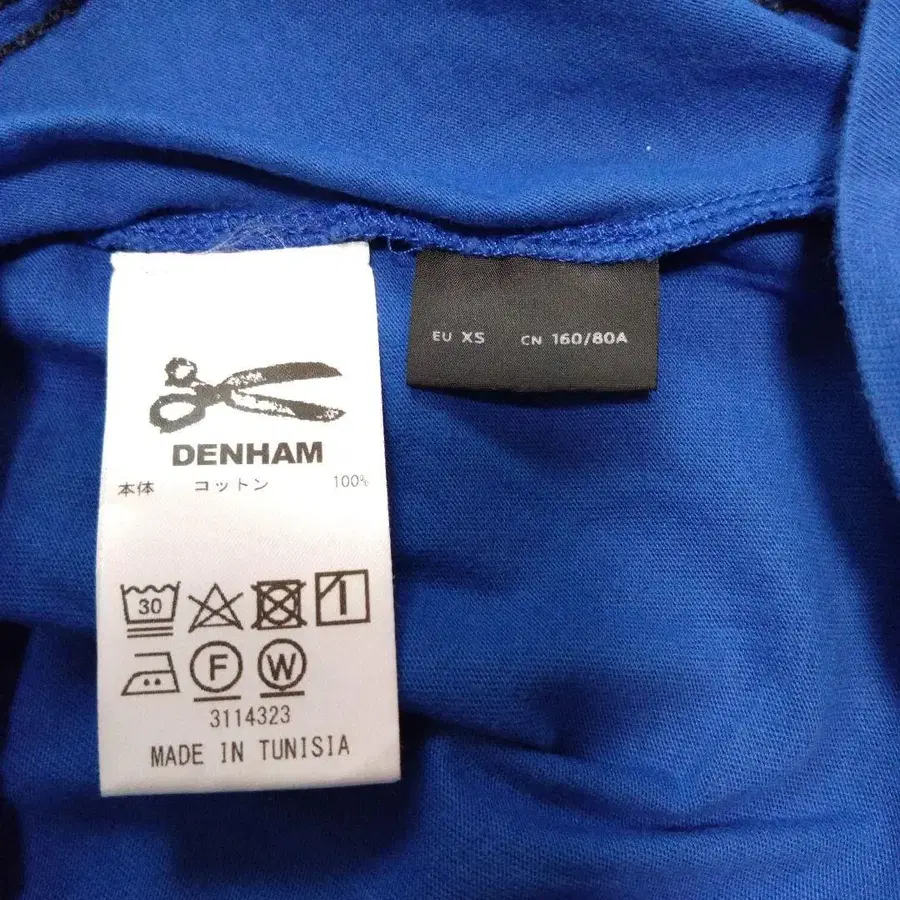 DENHAM
本体 コットン 100%
30
F W
3114323
MADE IN TUNISIA
EU XS CN 160/80A